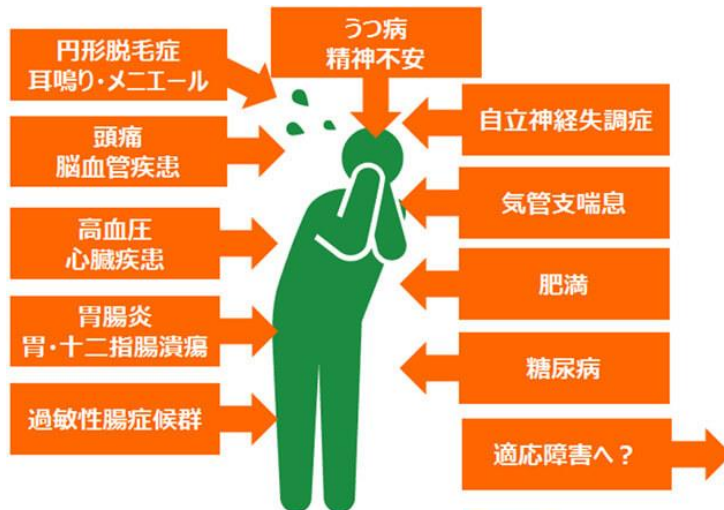 うつ病
精神不安
円形脱毛症
耳鳴り・メニエール
頭痛
脳血管疾患
高血圧
心臓疾患
胃腸炎
胃・十二指腸潰瘍
過敏性腸症候群
自立神経失調症
気管支喘息
肥満
糖尿病
適応障害へ？